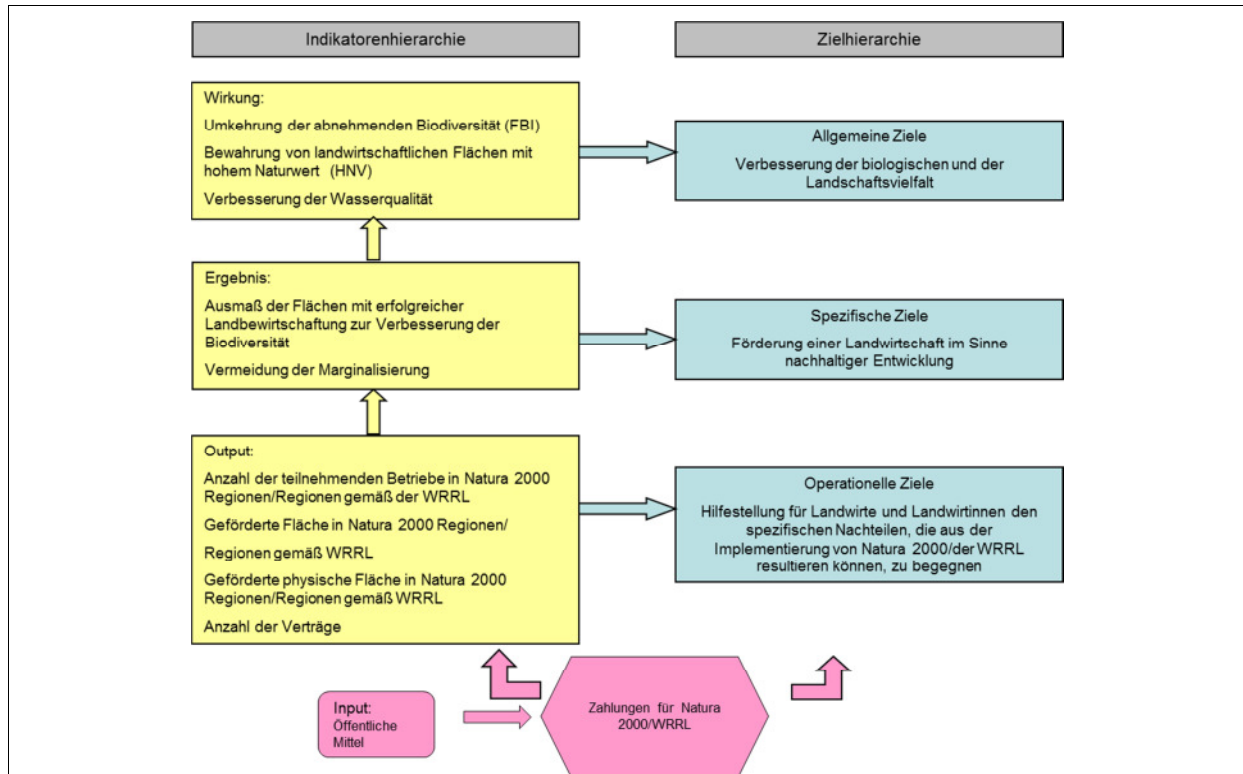 Indikatorenhierarchie
Zielhierarchie
Wirkung:
Umkehrung der abnehmenden Biodiversität (FBI)
Bewahrung von landwirtschaftlichen Flächen mit
hohem Naturwert (HNV)
Verbesserung der Wasserqualität
Allgemeine Ziele
Verbesserung der biologischen und der
Landschaftsvielfalt
Ergebnis:
Ausmaß der Flächen mit erfolgreicher
Landbewirtschaftung zur Verbesserung der
Biodiversität
Vermeidung der Marginalisierung
Spezifische Ziele
Förderung einer Landwirtschaft im Sinne
nachhaltiger Entwicklung
Output:
Anzahl der teilnehmenden Betriebe in Natura 2000
Regionen/Regionen gemäß der WRRL
Geförderte Fläche in Natura 2000 Regionen/
Regionen gemäß WRRL
Geförderte physische Fläche in Natura 2000
Regionen/Regionen gemäß WRRL
Anzahl der Verträge
Operationelle Ziele
Hilfestellung für Landwirte und Landwirtinnen den
spezifischen Nachteilen, die aus der
Implementierung von Natura 2000/der WRRL
resultieren können, zu begegnen
Input:
Öffentliche
Mittel
Zahlungen für Natura
2000/WRRL